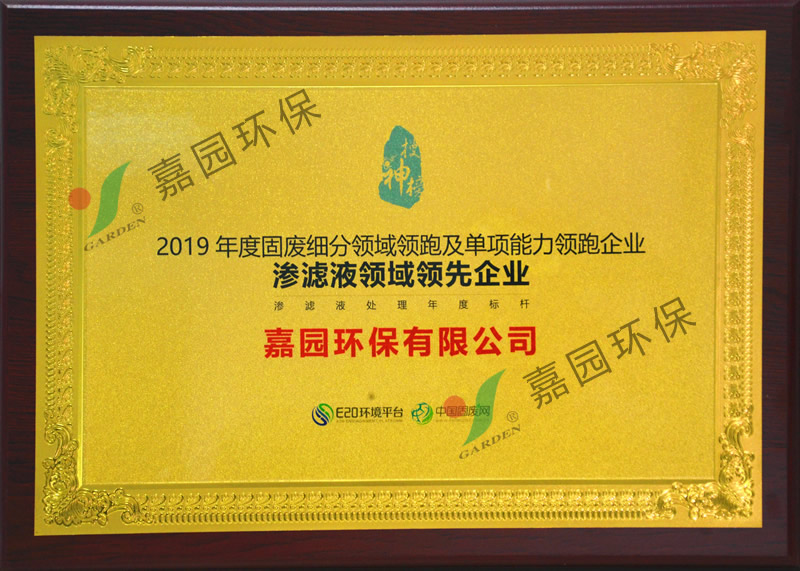 搜神榜
嘉园环保
GARDEN®
2019 年度固废细分领域领跑及单项能力领跑企业
渗滤液领域领先企业
渗滤液处理年度标杆
嘉园环保有限公司
嘉园环保
E20环境平台 中国固废网
GARDEN®